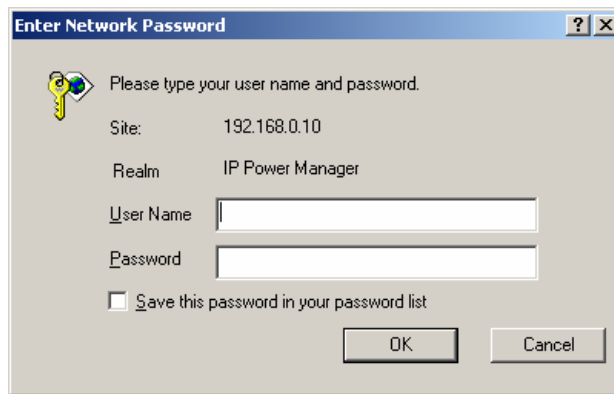 Enter Network Password
Please type your user name and password.
Site: 192.168.0.10
Realm IP Power Manager
User Name
Password
Save this password in your password list
OK Cancel